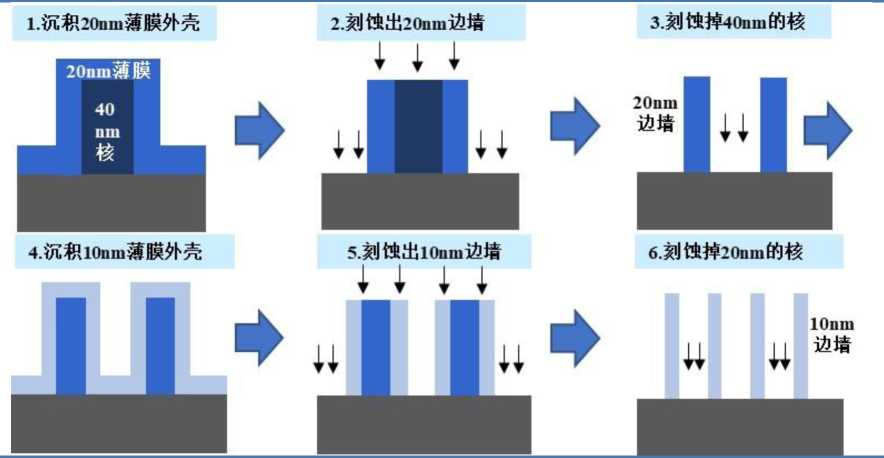 1.沉积20nm薄膜外壳
2.刻蚀出20nm边墙
3.刻蚀掉40nm的核
20nm薄膜
40
nm
核
20nm
边墙
4.沉积10nm薄膜外壳
5.刻蚀出10nm边墙
6.刻蚀掉20nm的核
10nm
边墙